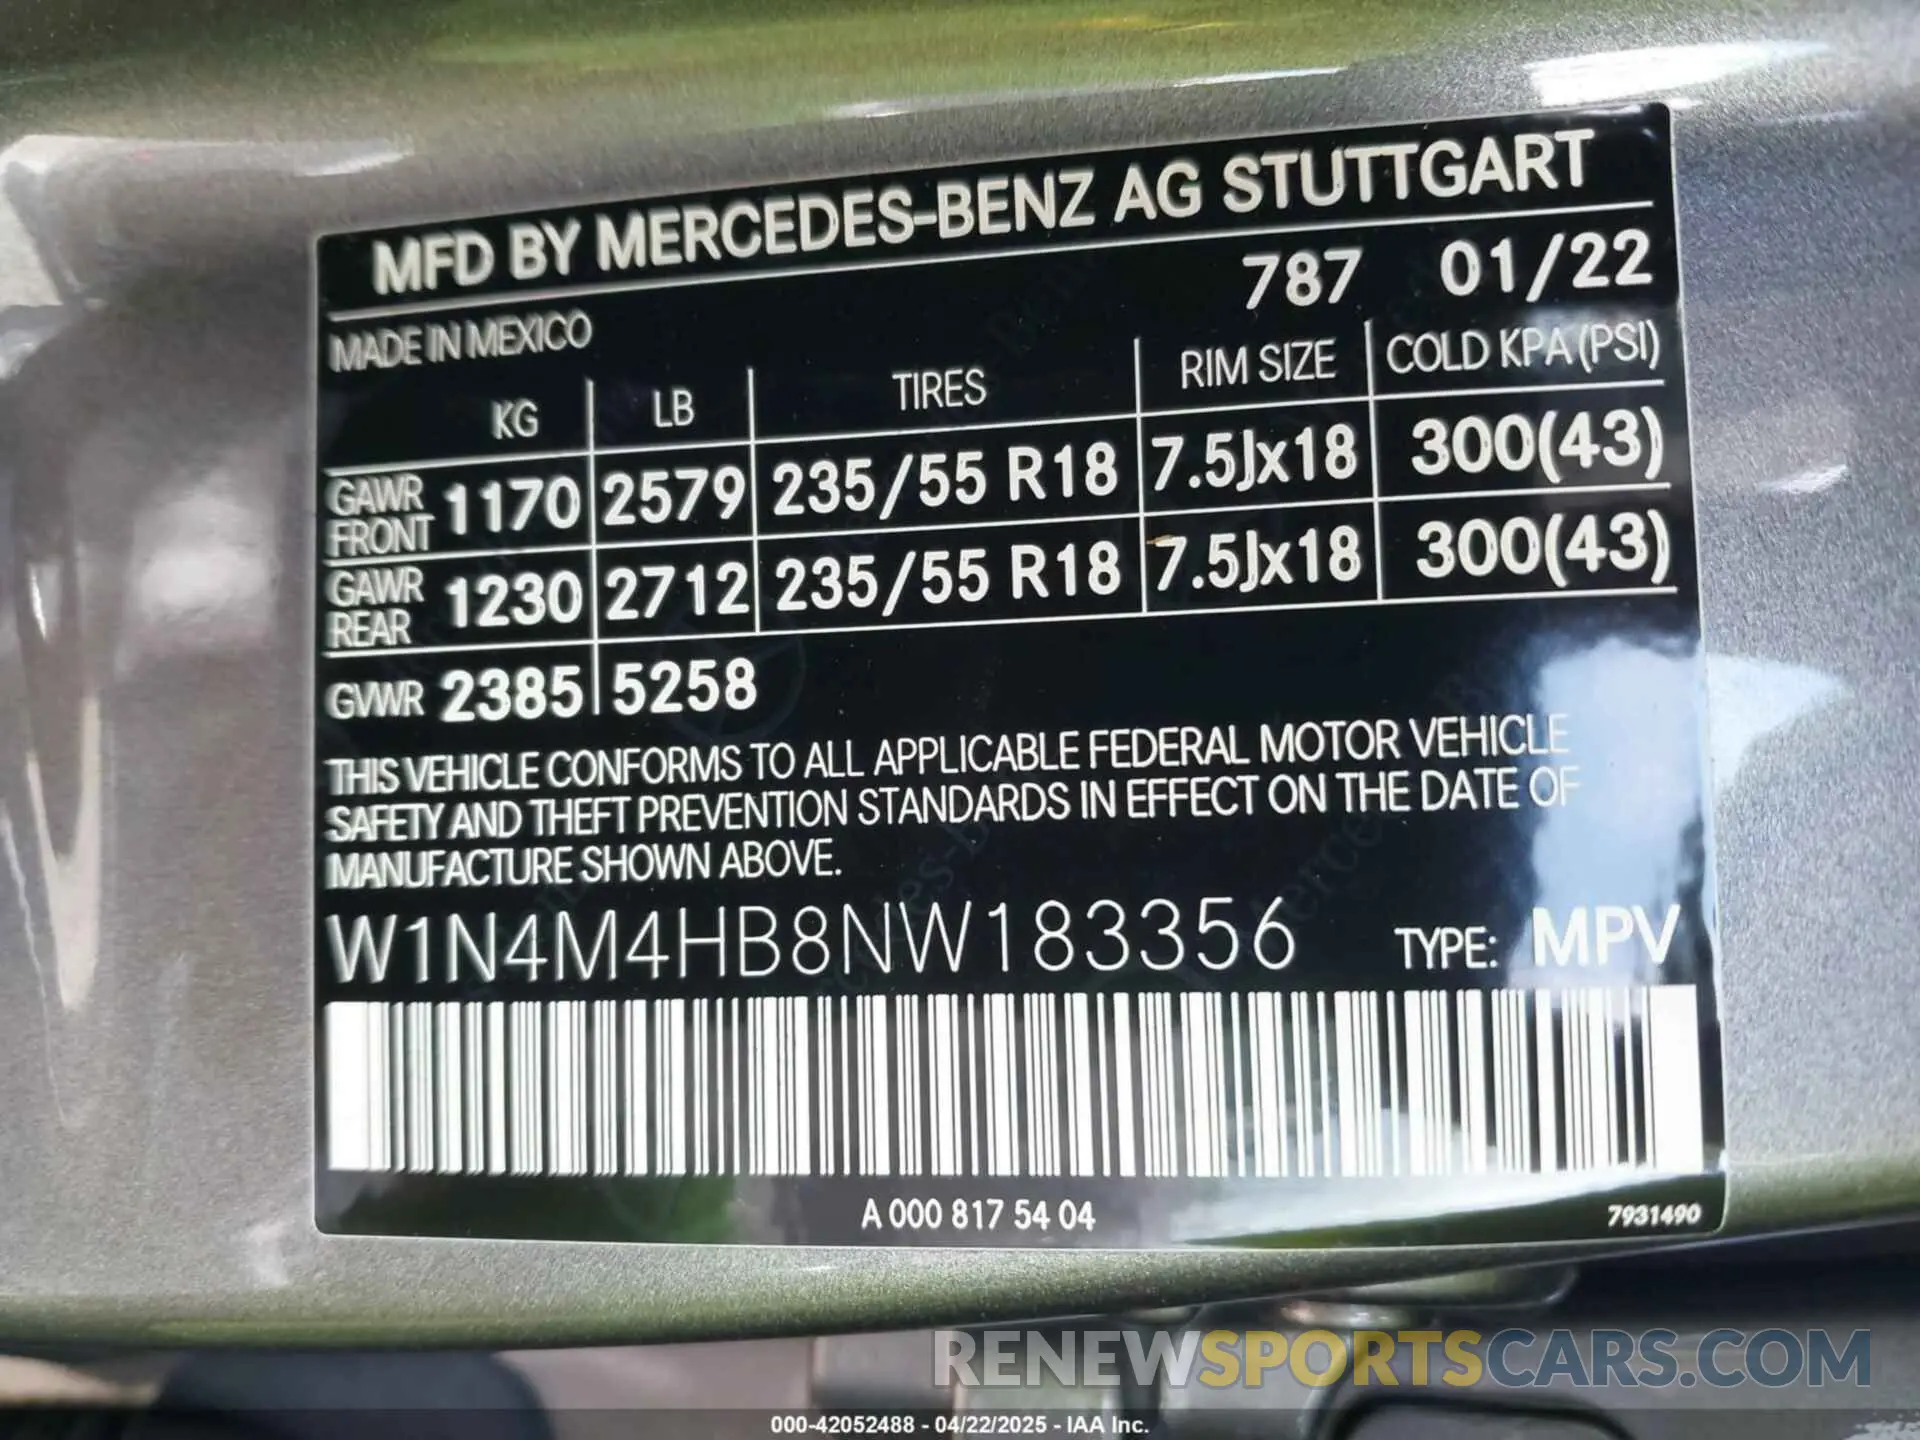 MFD BY MERCEDES-BENZ AG STUTTGART
787 01/22
MADE IN MEXICO
KG LB TIRES RIM SIZE COLD KPA (PSI)
GAWR FRONT 1170 2579 235/55 R18 7.5Jx18 300(43)
GAWR REAR 1230 2712 235/55 R18 7.5Jx18 300(43)
GVWR 2385 5258
THIS VEHICLE CONFORMS TO ALL APPLICABLE FEDERAL MOTOR VEHICLE
SAFETY AND THEFT PREVENTION STANDARDS IN EFFECT ON THE DATE OF
MANUFACTURE SHOWN ABOVE.
W1N4M4HB8NW183356 TYPE: MPV
A 000 817 54 04 7931490
RENEWSPORTSCARS.COM
000-42052488 - 04/22/2025 - IAA Inc.